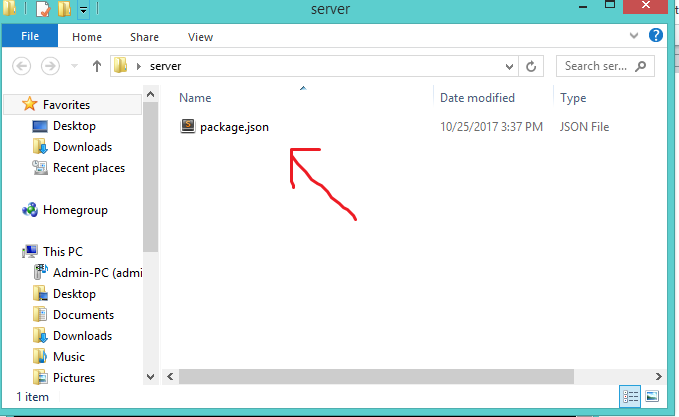 server
File Home Share View
server Search ser...
Name Date modified Type
package.json 10/25/2017 3:37 PM JSON File
Favorites
Desktop
Downloads
Recent places
Homegroup
This PC
Admin-PC (admi
Desktop
Documents
Downloads
Music
Pictures
1 item